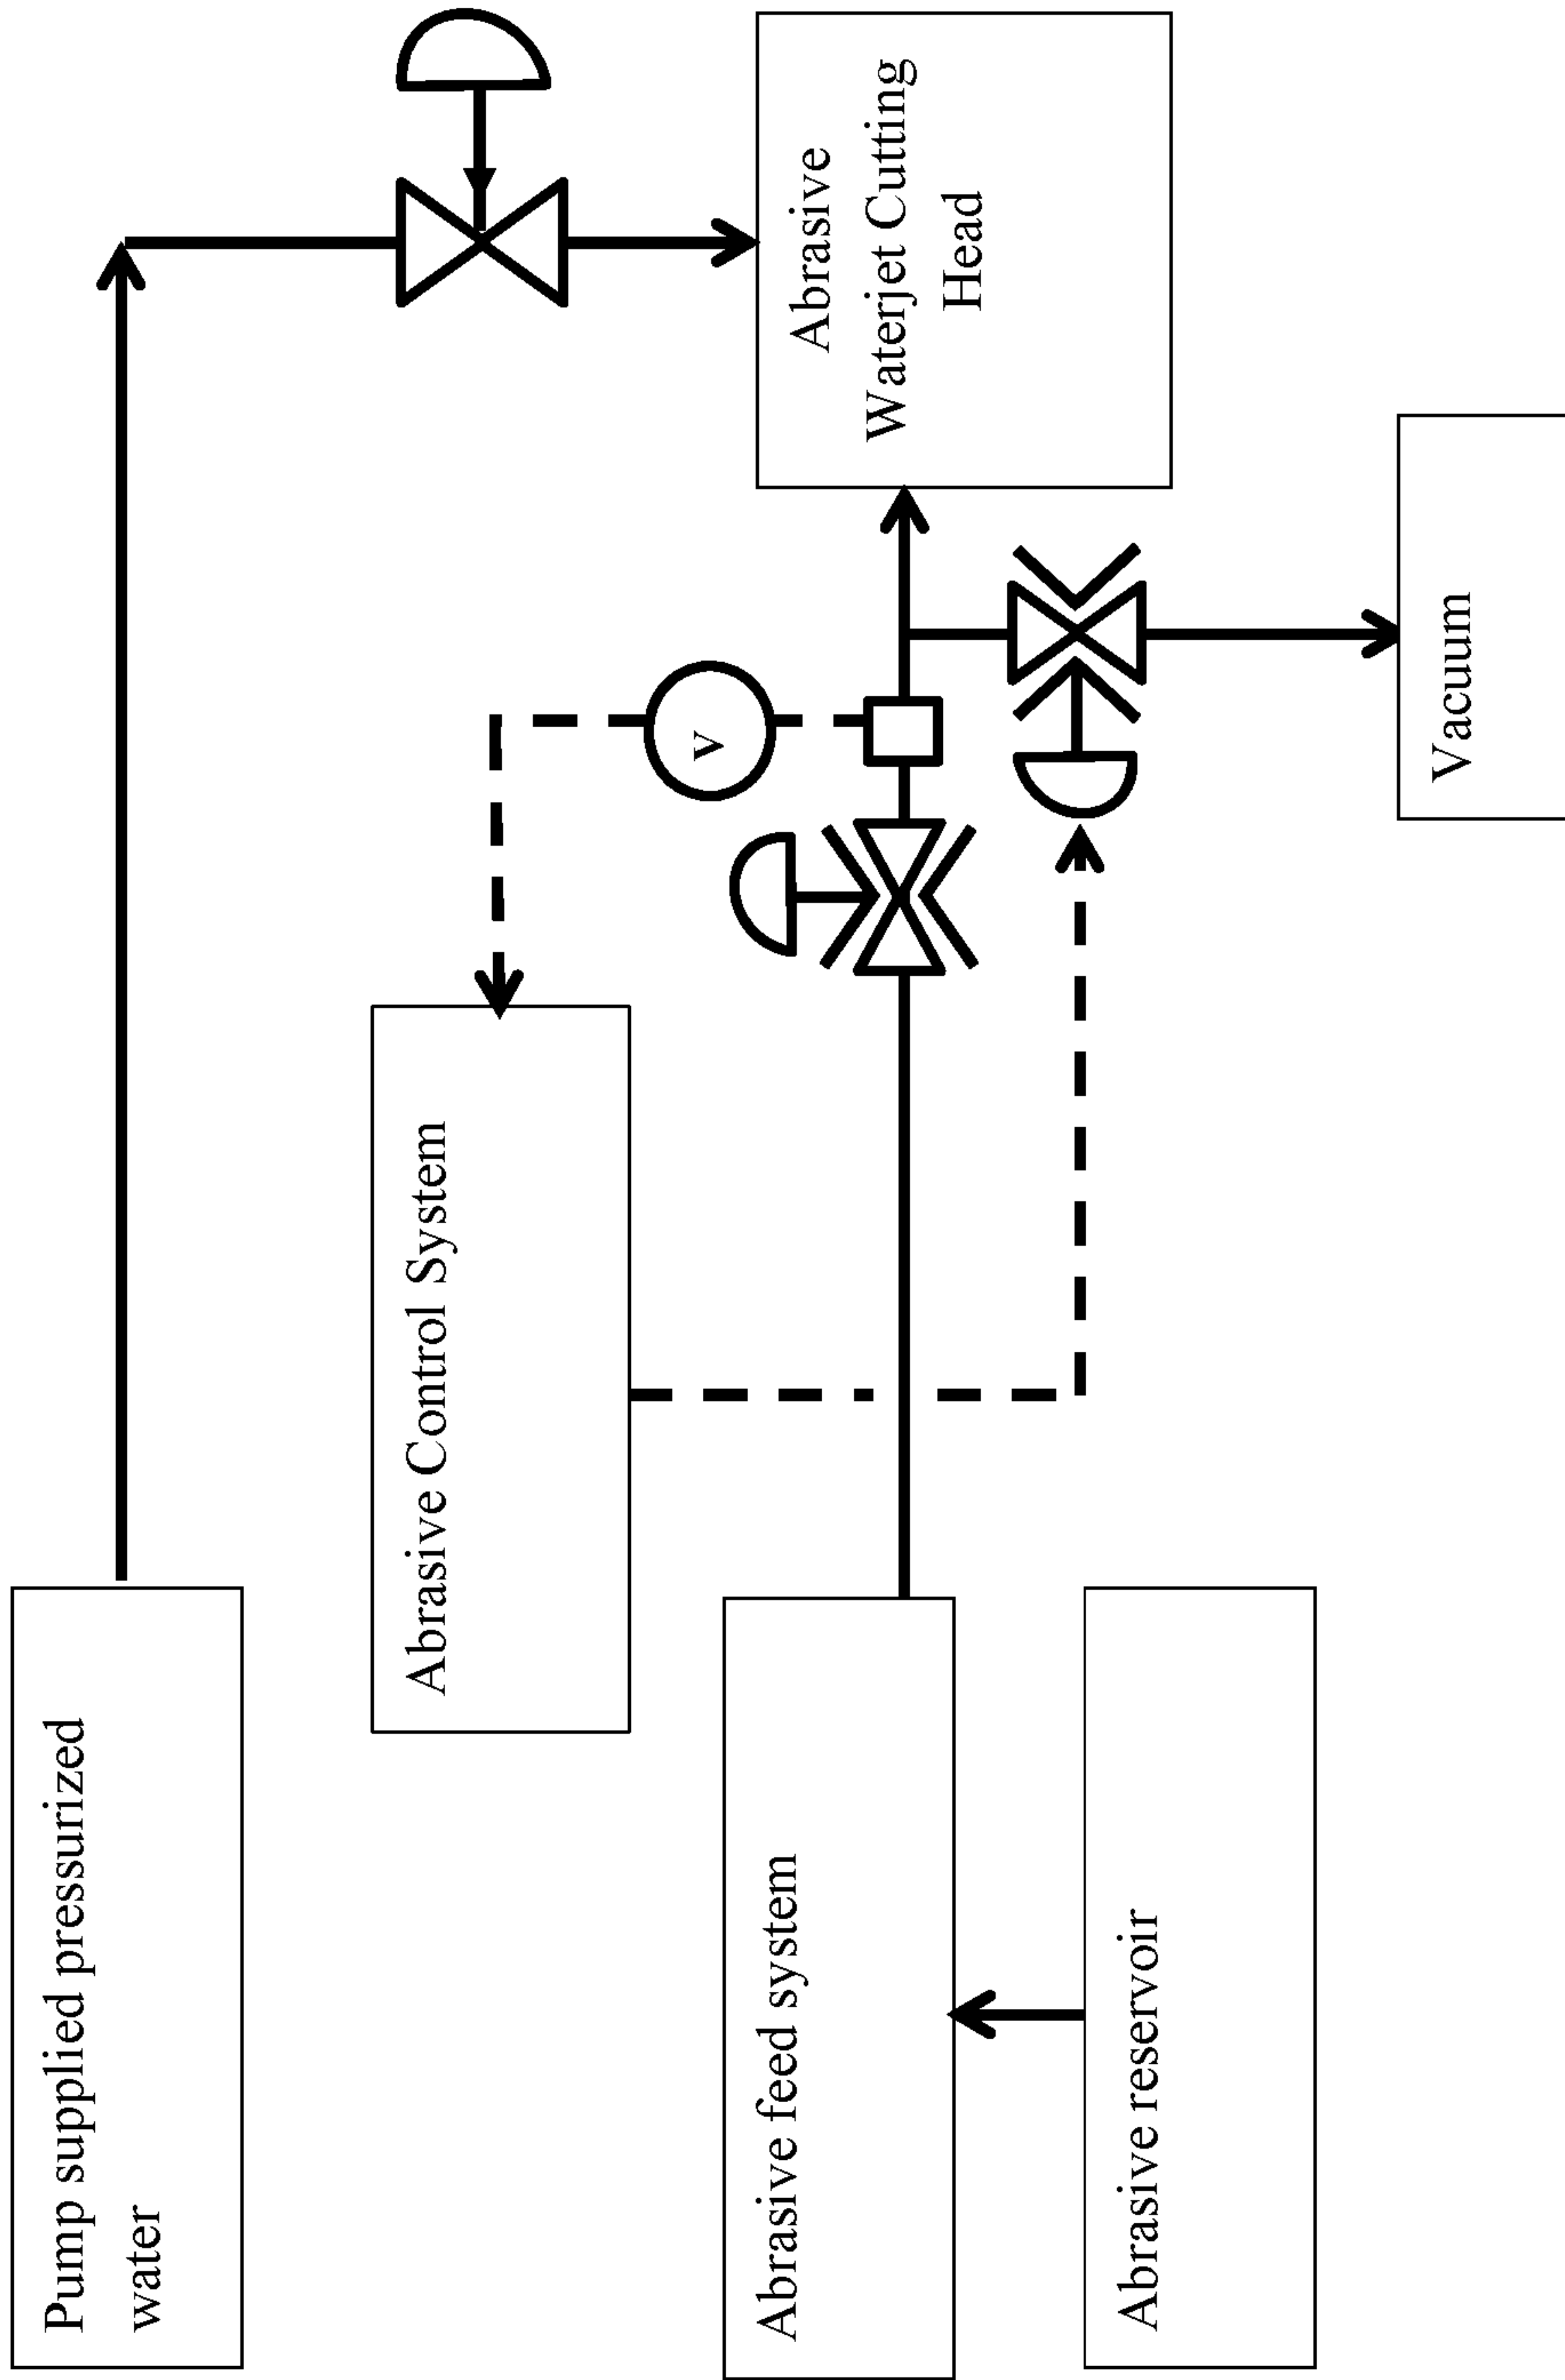 Pump supplied pressurized
water
Abrasive Control System
Abrasive feed system
Abrasive reservoir
v
Abrasive
Waterjet Cutting
Head
Vacuum